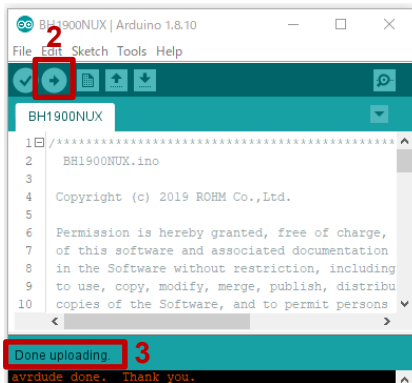 BH1900NUX | Arduino 1.8.10
2
File Edit Sketch Tools Help
BH1900NUX
1 /*****************************************
2 BH1900NUX.ino
3
4 Copyright (c) 2019 ROHM Co.,Ltd.
5
6 Permission is hereby granted, free of charge,
7 of this software and associated documentation
8 in the Software without restriction, including
9 to use, copy, modify, merge, publish, distribu
10 copies of the Software, and to permit persons
Done uploading. 3
avrdude done. Thank you.